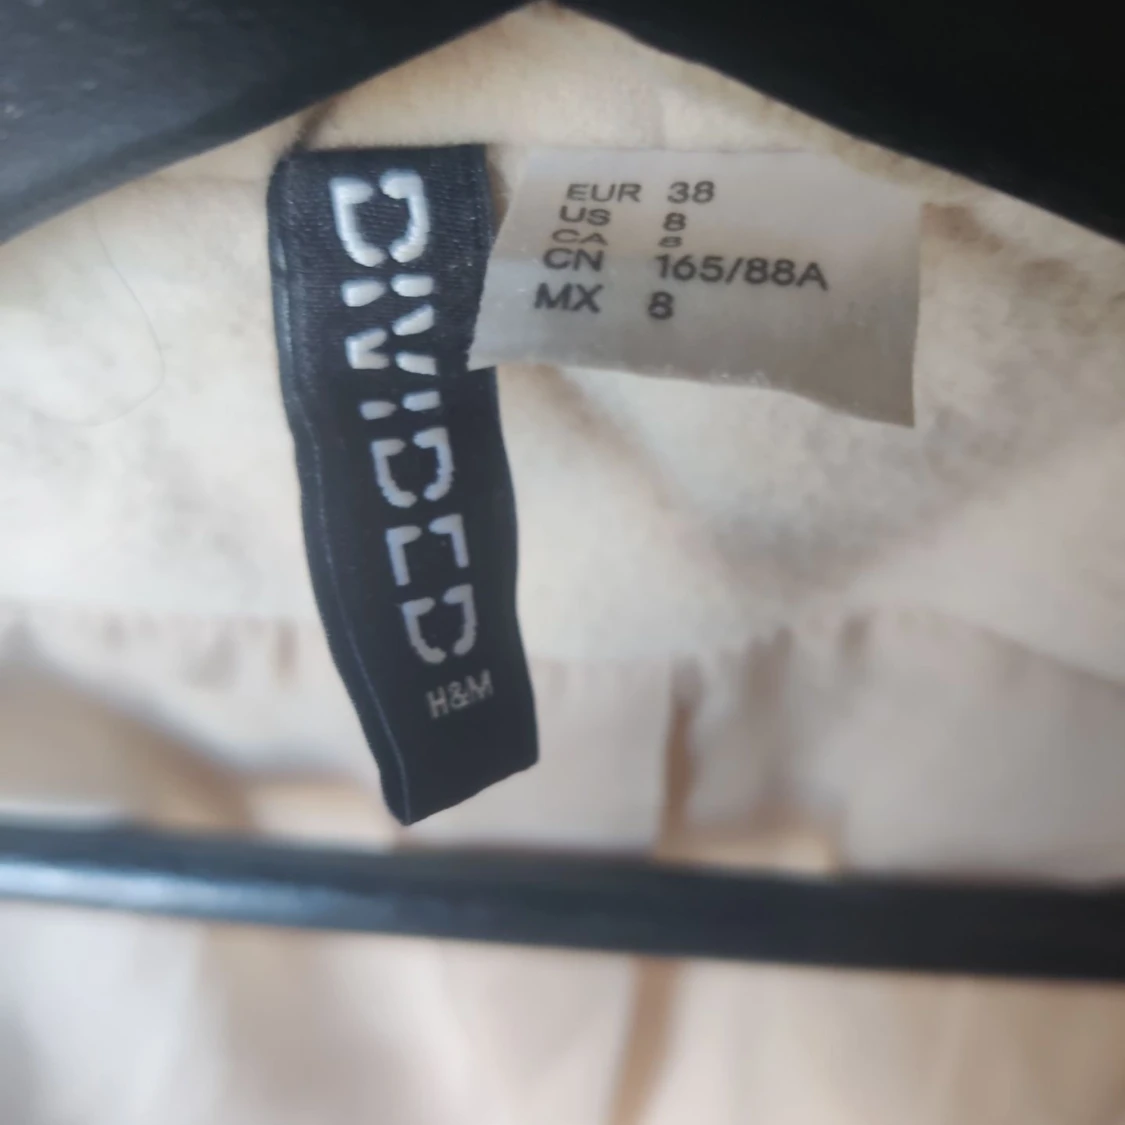 DIVIDED
H&M
EUR 38
US 8
CA 8
CN 165/88A
MX 8